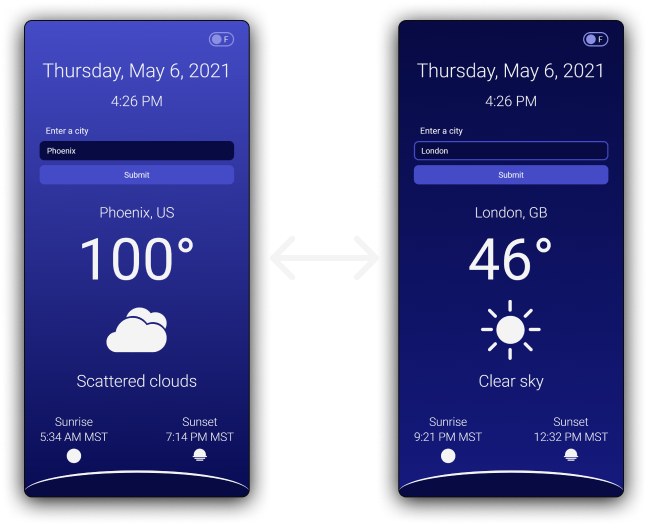 F
Thursday, May 6, 2021
4:26 PM
Enter a city
Phoenix
Submit
Phoenix, US
100°
Scattered clouds
Sunrise
5:34 AM MST
Sunset
7:14 PM MST
F
Thursday, May 6, 2021
4:26 PM
Enter a city
London
Submit
London, GB
46°
Clear sky
Sunrise
9:21 PM MST
Sunset
12:32 PM MST